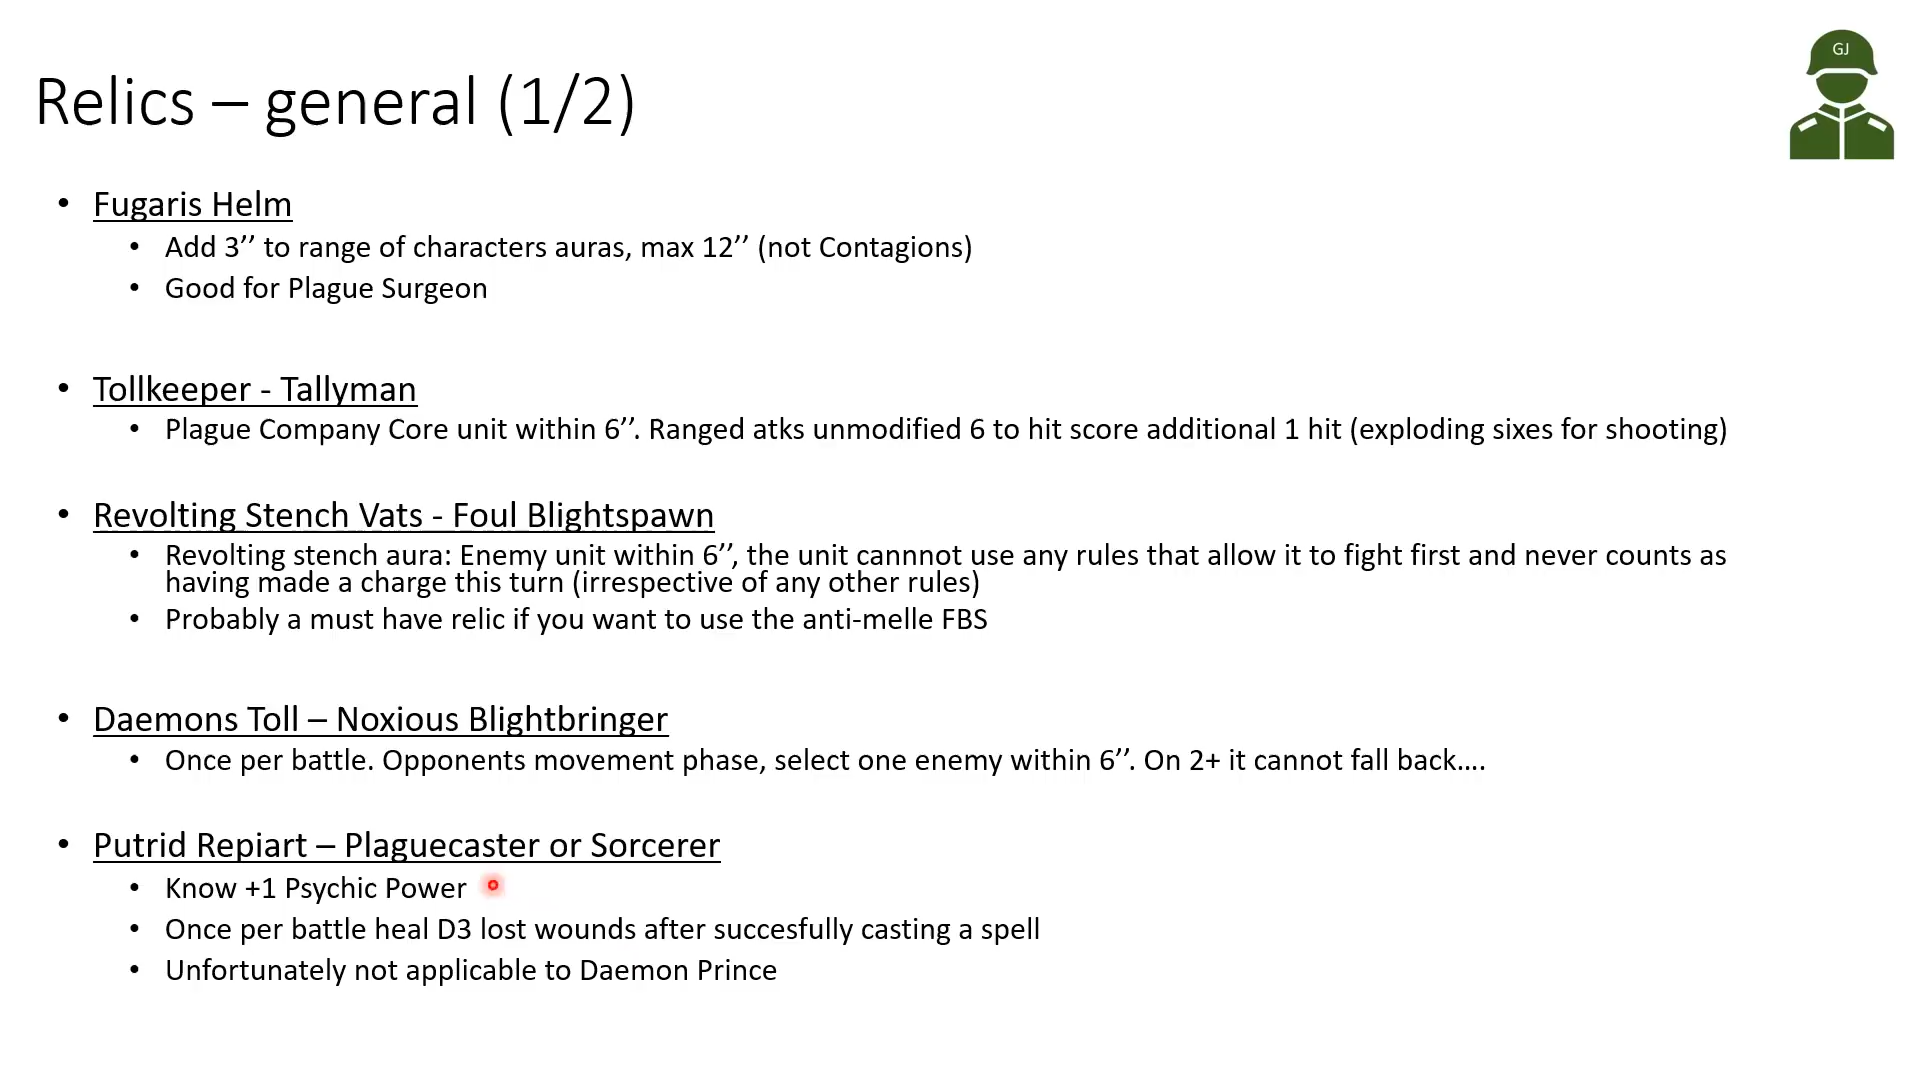 GJ
Relics – general (1/2)
• Fugaris Helm
• Add 3’’ to range of characters auras, max 12’’ (not Contagions)
• Good for Plague Surgeon
• Tollkeeper - Tallyman
• Plague Company Core unit within 6’’. Ranged atks unmodified 6 to hit score additional 1 hit (exploding sixes for shooting)
• Revolting Stench Vats - Foul Blightspawn
• Revolting stench aura: Enemy unit within 6’’, the unit cannnot use any rules that allow it to fight first and never counts as
having made a charge this turn (irrespective of any other rules)
• Probably a must have relic if you want to use the anti-melle FBS
• Daemons Toll – Noxious Blightbringer
• Once per battle. Opponents movement phase, select one enemy within 6’’. On 2+ it cannot fall back….
• Putrid Repiart – Plaguecaster or Sorcerer
• Know +1 Psychic Power
• Once per battle heal D3 lost wounds after succesfully casting a spell
• Unfortunately not applicable to Daemon Prince